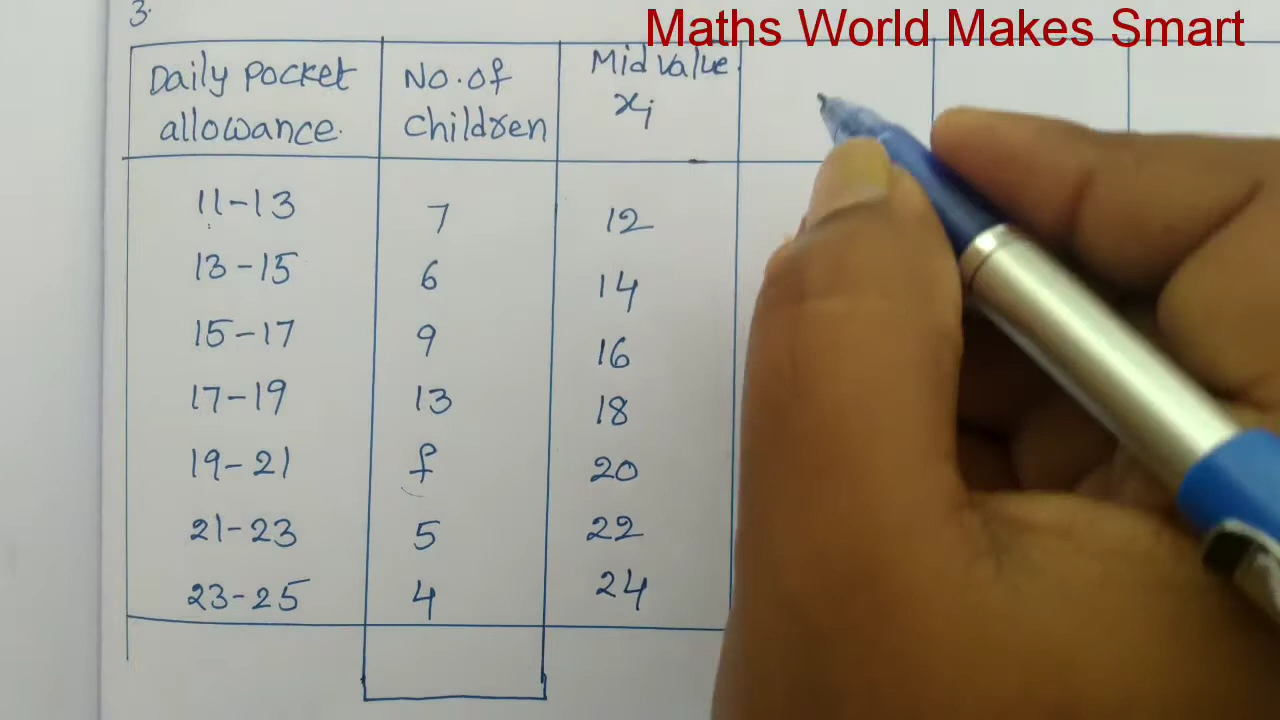 3.
Maths World Makes Smart
Daily pocket allowance. No. of children Mid value. xi
11-13 7 12
13-15 6 14
15-17 9 16
17-19 13 18
19-21 f 20
21-23 5 22
23-25 4 24